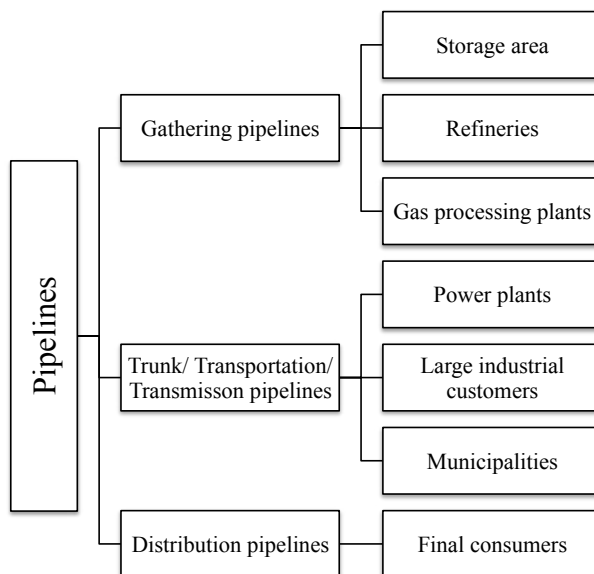 Pipelines
Gathering pipelines
Storage area
Refineries
Gas processing plants
Trunk/ Transportation/
Transmisson pipelines
Power plants
Large industrial
customers
Municipalities
Distribution pipelines
Final consumers